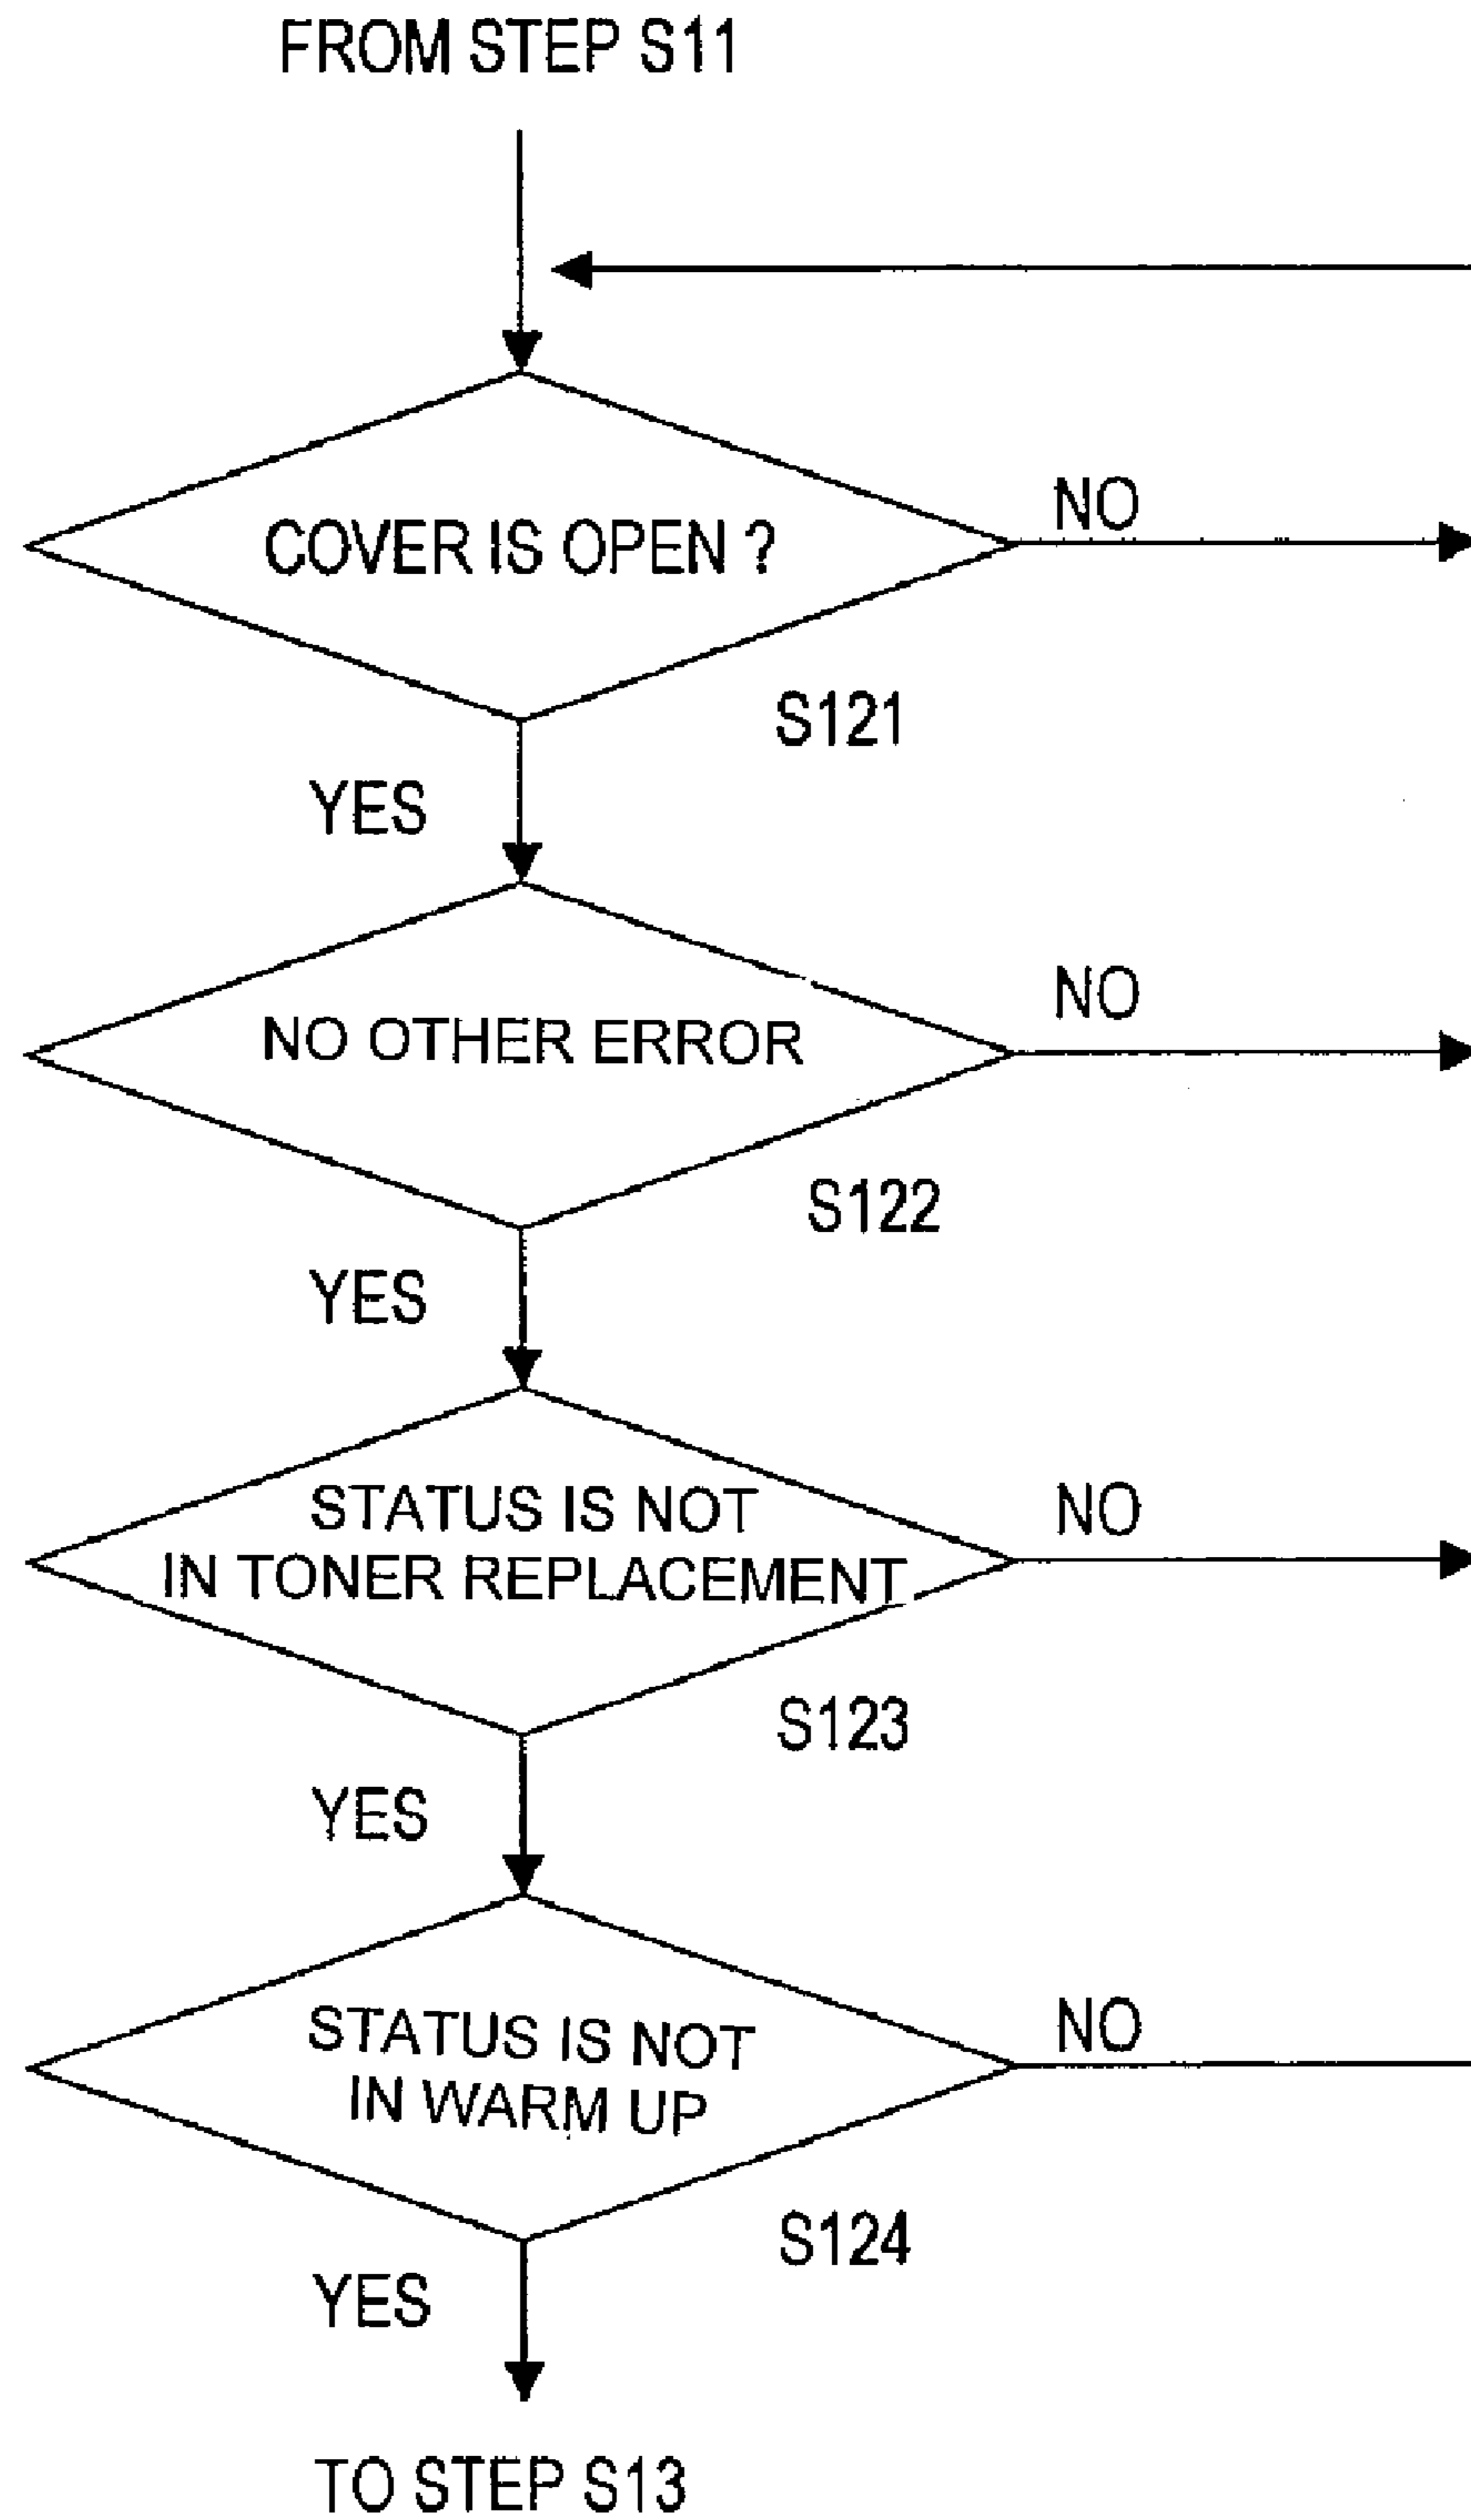 FROM STEP S11
COVER IS OPEN ?
NO
S121
YES
NO OTHER ERROR
NO
S122
YES
STATUS IS NOT
IN TONER REPLACEMENT
NO
S123
YES
STATUS IS NOT
IN WARM UP
NO
S124
YES
TO STEP S13